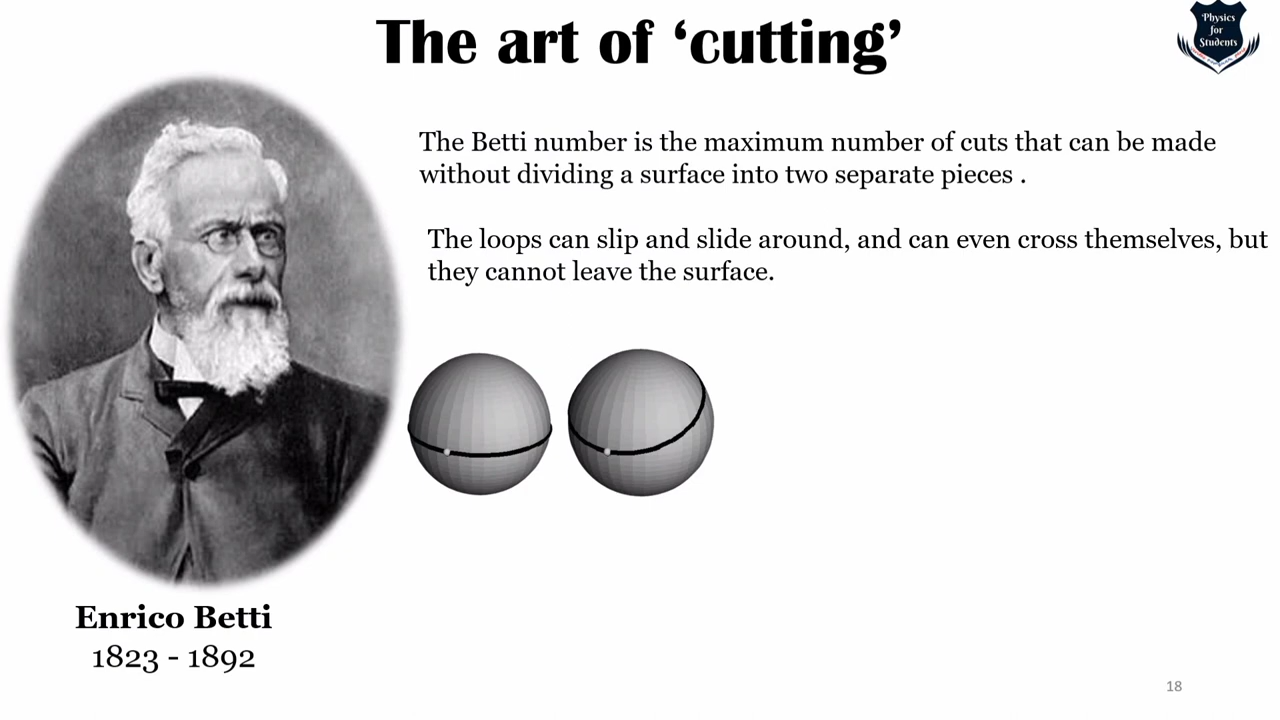 The art of ‘cutting’
Physics
for
Students
The Betti number is the maximum number of cuts that can be made
without dividing a surface into two separate pieces .
The loops can slip and slide around, and can even cross themselves, but
they cannot leave the surface.
Enrico Betti
1823 - 1892
18